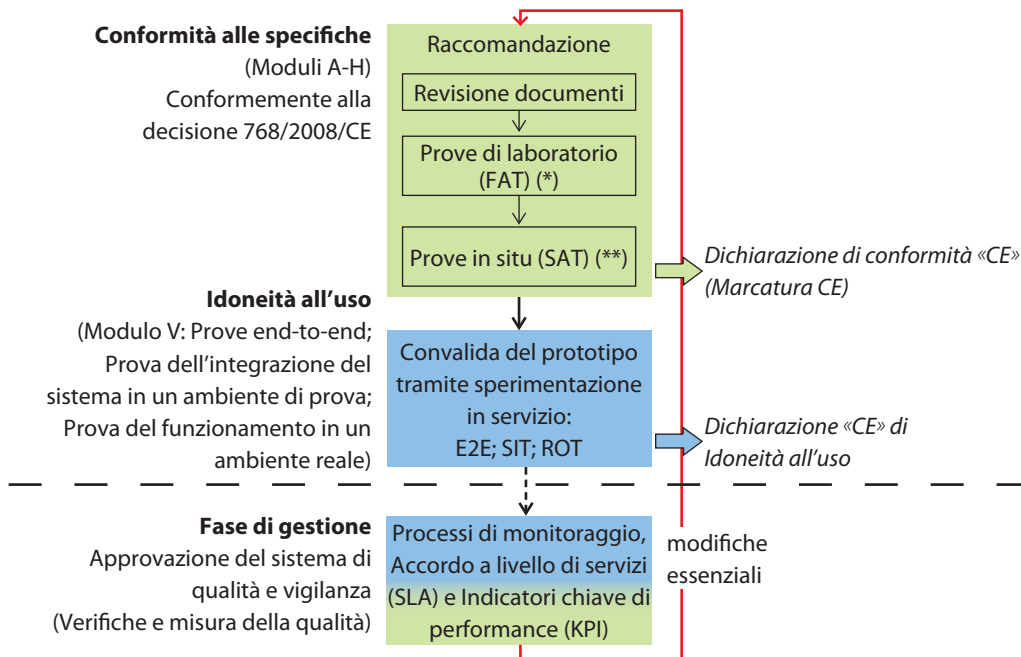 Conformità alle specifiche
(Moduli A-H)
Conformemente alla
decisione 768/2008/CE
Raccomandazione
Revisione documenti
Prove di laboratorio
(FAT) (*)
Prove in situ (SAT) (**)
Dichiarazione di conformità «CE»
(Marcatura CE)
Idoneità all’uso
(Modulo V: Prove end-to-end;
Prova dell’integrazione del
sistema in un ambiente di prova;
Prova del funzionamento in un
ambiente reale)
Convalida del prototipo
tramite sperimentazione
in servizio:
E2E; SIT; ROT
Dichiarazione «CE» di
Idoneità all’uso
Fase di gestione
Approvazione del sistema di
qualità e vigilanza
(Verifiche e misura della qualità)
Processi di monitoraggio,
Accordo a livello di servizi
(SLA) e Indicatori chiave di
performance (KPI)
modifiche
essenziali